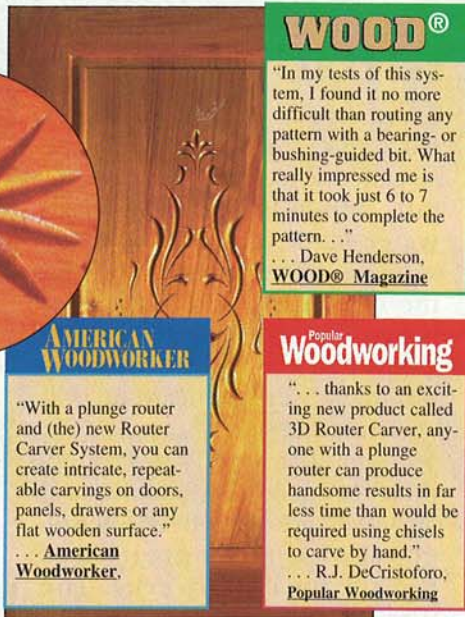 WOOD®
“In my tests of this sys-
tem, I found it no more
difficult than routing any
pattern with a bearing- or
bushing-guided bit. What
really impressed me is
that it took just 6 to 7
minutes to complete the
pattern. . .”
. . . Dave Henderson,
WOOD® Magazine
AMERICAN
WOODWORKER
“With a plunge router
and (the) new Router
Carver System, you can
create intricate, repeat-
able carvings on doors,
panels, drawers or any
flat wooden surface.”
. . . American
Woodworker,
Popular
Woodworking
“. . . thanks to an excit-
ing new product called
3D Router Carver, any-
one with a plunge
router can produce
handsome results in far
less time than would be
required using chisels
to carve by hand.”
. . . R.J. DeCristoforo,
Popular Woodworking